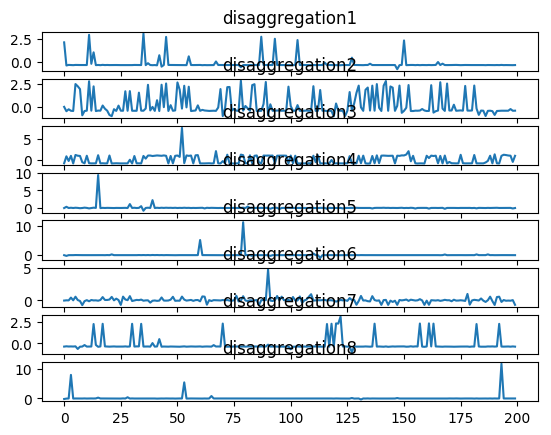 disaggregation1
2.5
0.0
disaggregation2
2.5
0.0
disaggregation3
5
0
disaggregation4
10
5
0
disaggregation5
10
0
disaggregation6
5
0
disaggregation7
2.5
0.0
disaggregation8
10
0
0 25 50 75 100 125 150 175 200